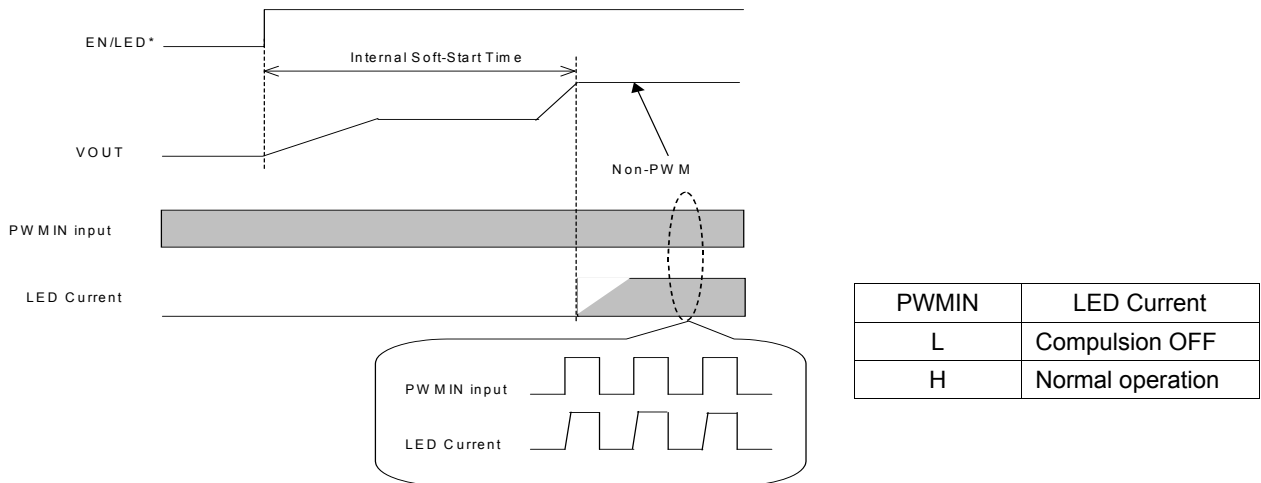 EN/LED*
Internal Soft-Start Time
VOUT
Non-PWM
PWMIN input
LED Current
PWMIN input
LED Current
PWMIN LED Current
L Compulsion OFF
H Normal operation